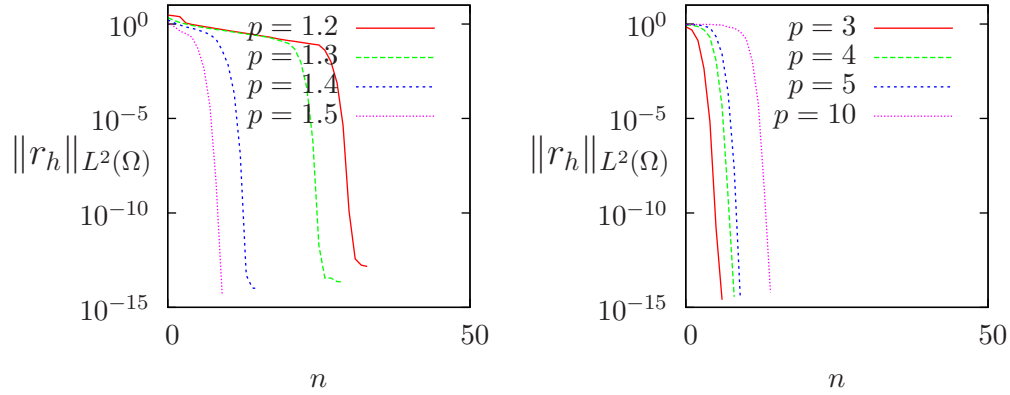 10^0
10^{-5}
10^{-10}
10^{-15}
‖r_h‖_{L^2(Ω)}
0
50
n
p = 1.2
p = 1.3
p = 1.4
p = 1.5
10^0
10^{-5}
10^{-10}
10^{-15}
‖r_h‖_{L^2(Ω)}
0
50
n
p = 3
p = 4
p = 5
p = 10